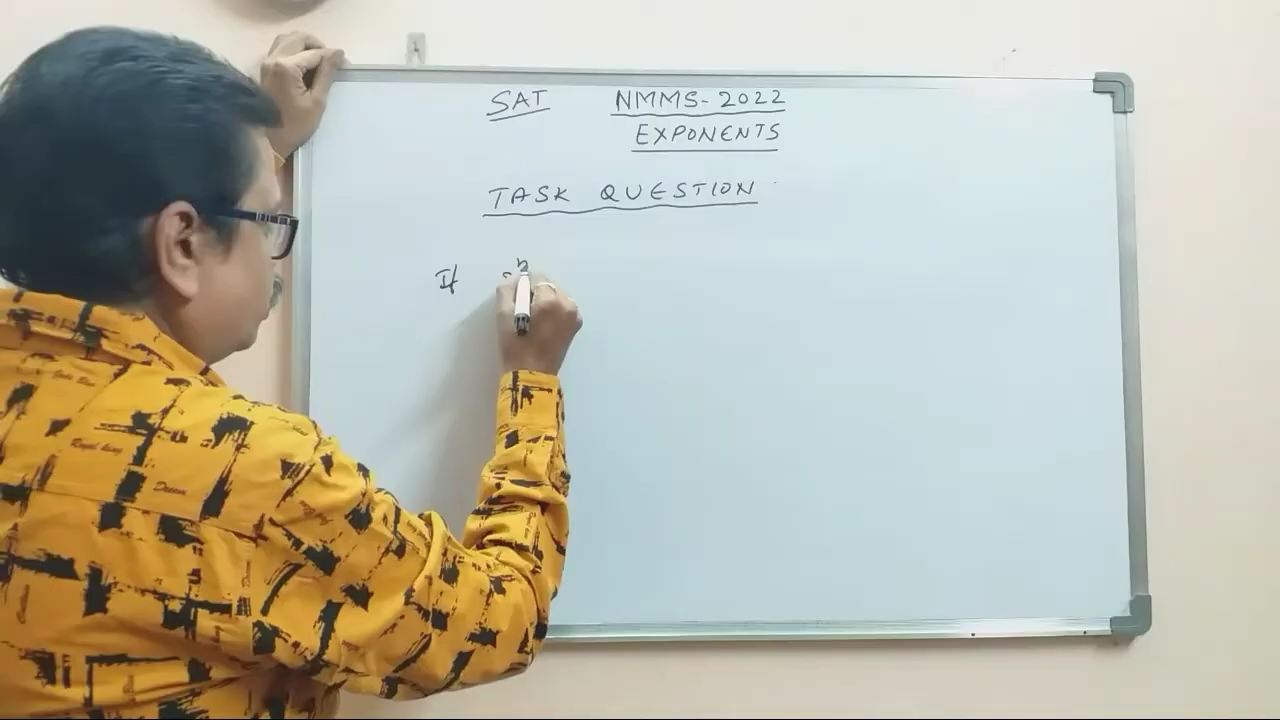 SAT NMMS-2022
EXPONENTS
TASK QUESTION
If